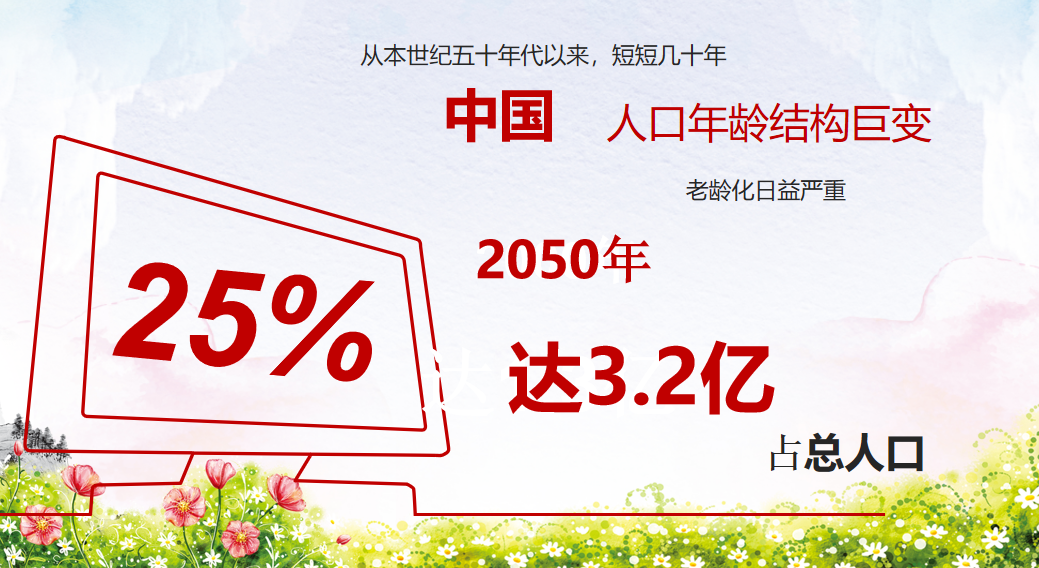 从本世纪五十年代以来，短短几十年
中国 人口年龄结构巨变
老龄化日益严重
2050年
25%
达3.2亿
占总人口